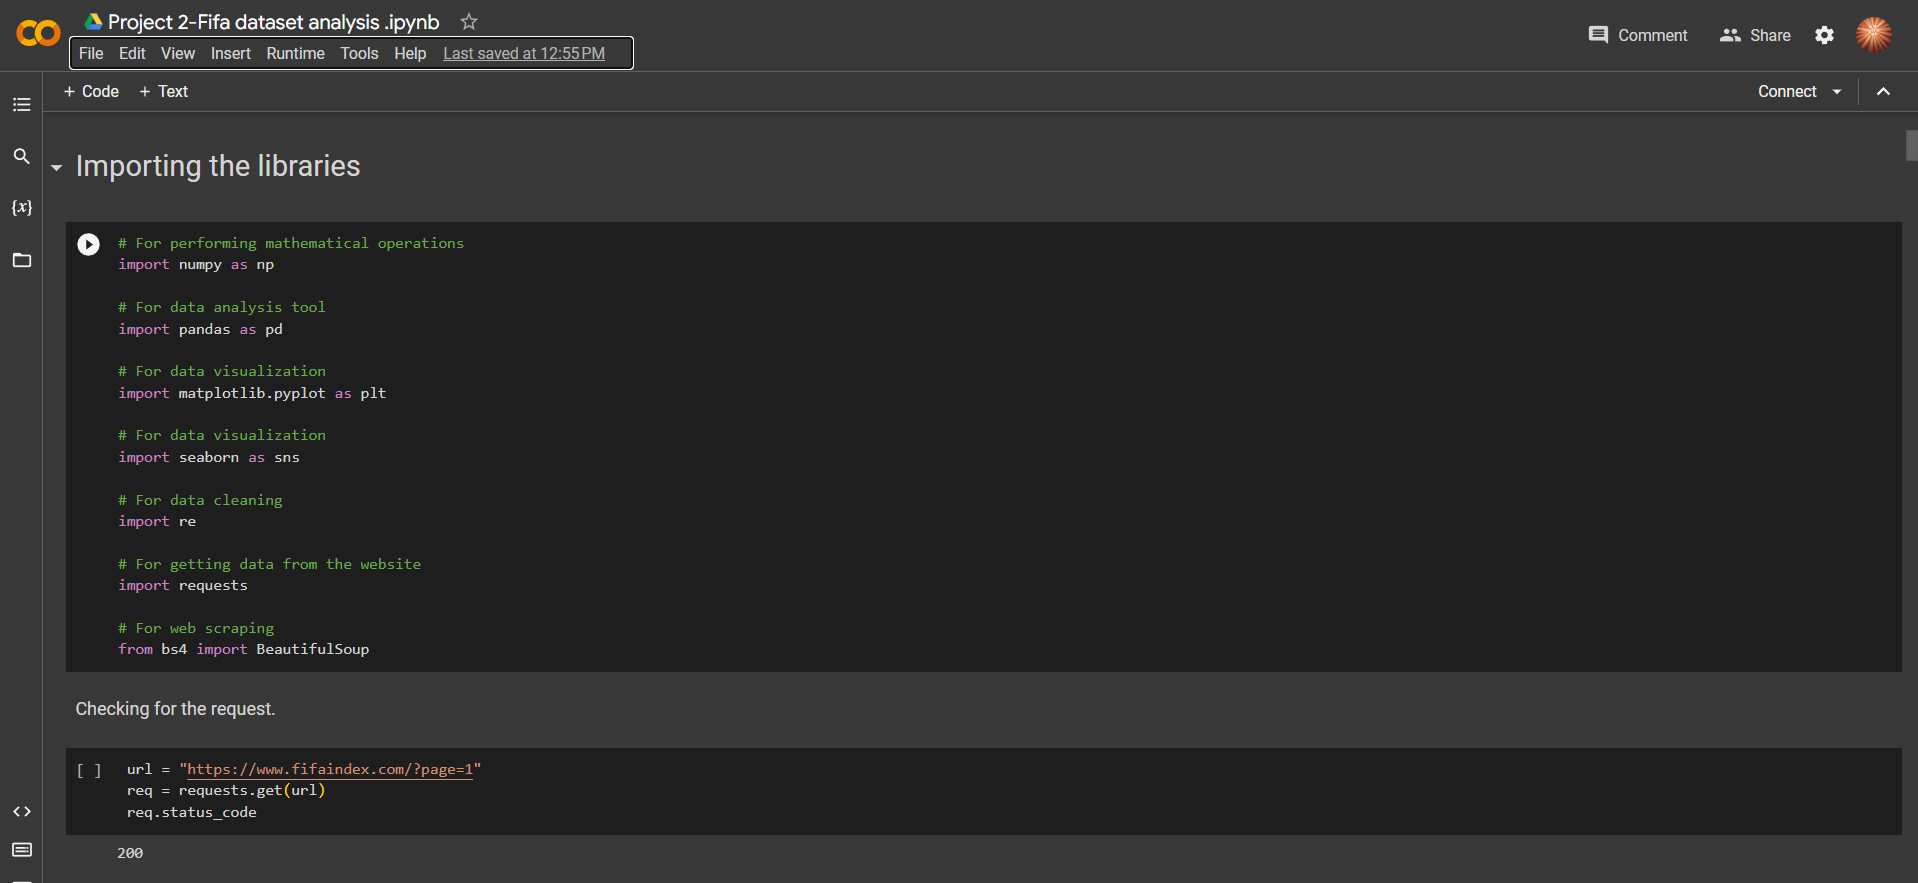 Project 2-Fifa dataset analysis .ipynb
File Edit View Insert Runtime Tools Help Last saved at 12:55 PM
Comment Share
+ Code + Text
Connect
Importing the libraries
{x}
# For performing mathematical operations
import numpy as np
# For data analysis tool
import pandas as pd
# For data visualization
import matplotlib.pyplot as plt
# For data visualization
import seaborn as sns
# For data cleaning
import re
# For getting data from the website
import requests
# For web scraping
from bs4 import BeautifulSoup
Checking for the request.
[ ] url = "https://www.fifaindex.com/?page=1"
req = requests.get(url)
req.status_code
200